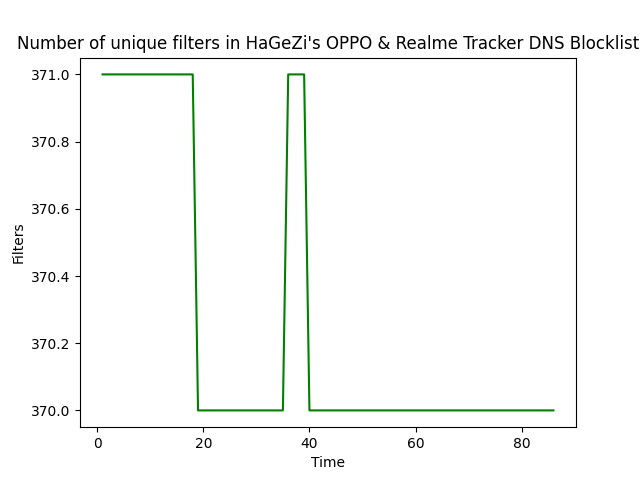 Number of unique filters in HaGeZi's OPPO & Realme Tracker DNS Blocklist
371.0
370.8
370.6
370.4
370.2
370.0
Filters
0 20 40 60 80
Time